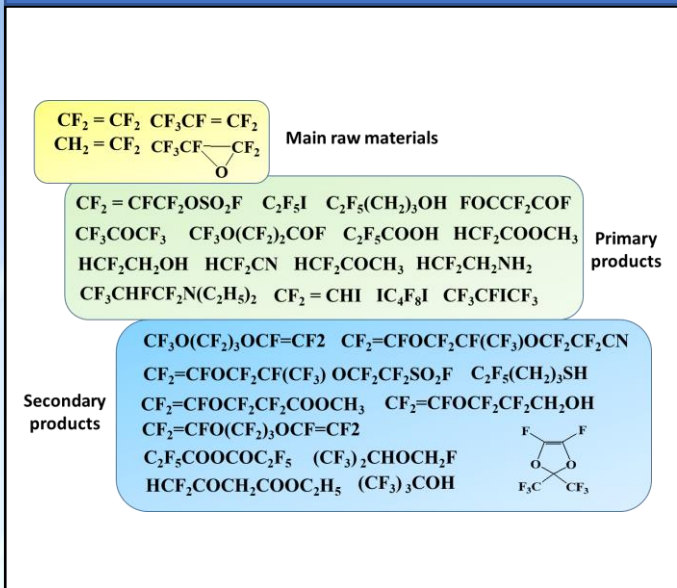 CF₂ = CF₂ CF₃CF = CF₂
CH₂ = CF₂ CF₃CF CF₂
O
Main raw materials
CF₂ = CFCF₂OSO₂F C₂F₅I C₂F₅(CH₂)₃OH FOCCF₂COF
CF₃COCF₃ CF₃O(CF₂)₂COF C₂F₅COOH HCF₂COOCH₃
HCF₂CH₂OH HCF₂CN HCF₂COCH₃ HCF₂CH₂NH₂
CF₃CHFCF₂N(C₂H₅)₂ CF₂ = CHI IC₄F₈I CF₃CFICF₃
Primary
products
CF₃O(CF₂)₃OCF=CF2 CF₂=CFOCF₂CF(CF₃)OCF₂CF₂CN
CF₂=CFOCF₂CF(CF₃) OCF₂CF₂SO₂F C₂F₅(CH₂)₃SH
CF₂=CFOCF₂CF₂COOCH₃ CF₂=CFOCF₂CF₂CH₂OH
CF₂=CFO(CF₂)₃OCF=CF2
C₂F₅COOCOC₂F₅ (CF₃)₂CHOCH₂F
HCF₂COCH₂COOC₂H₅ (CF₃)₃COH
F F
O O
F₃C CF₃
Secondary
products